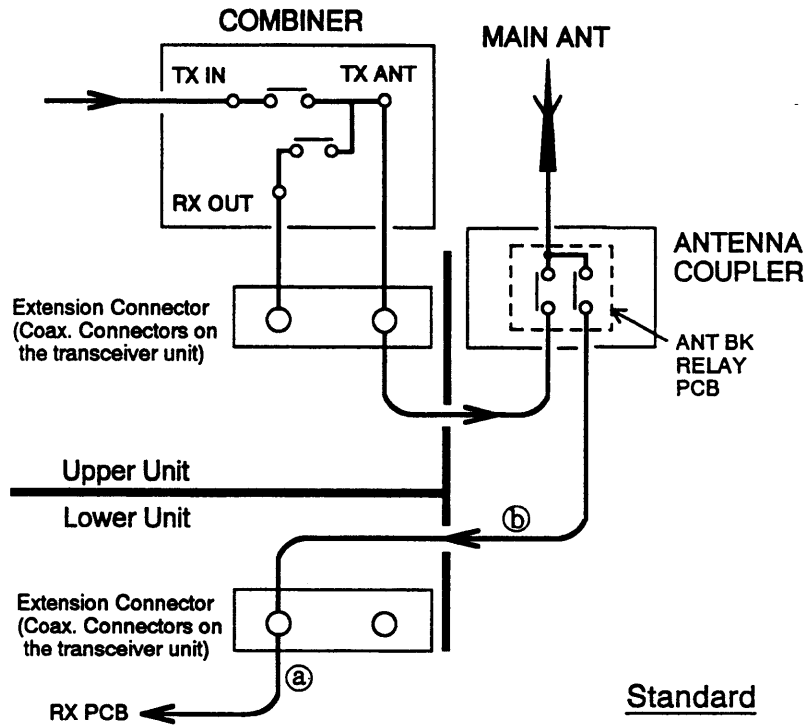 COMBINER
MAIN ANT
TX IN
TX ANT
RX OUT
ANTENNA
COUPLER
Extension Connector
(Coax. Connectors on
the transceiver unit)
ANT BK
RELAY
PCB
Upper Unit
Lower Unit
ⓑ
Extension Connector
(Coax. Connectors on
the transceiver unit)
ⓐ
RX PCB
Standard